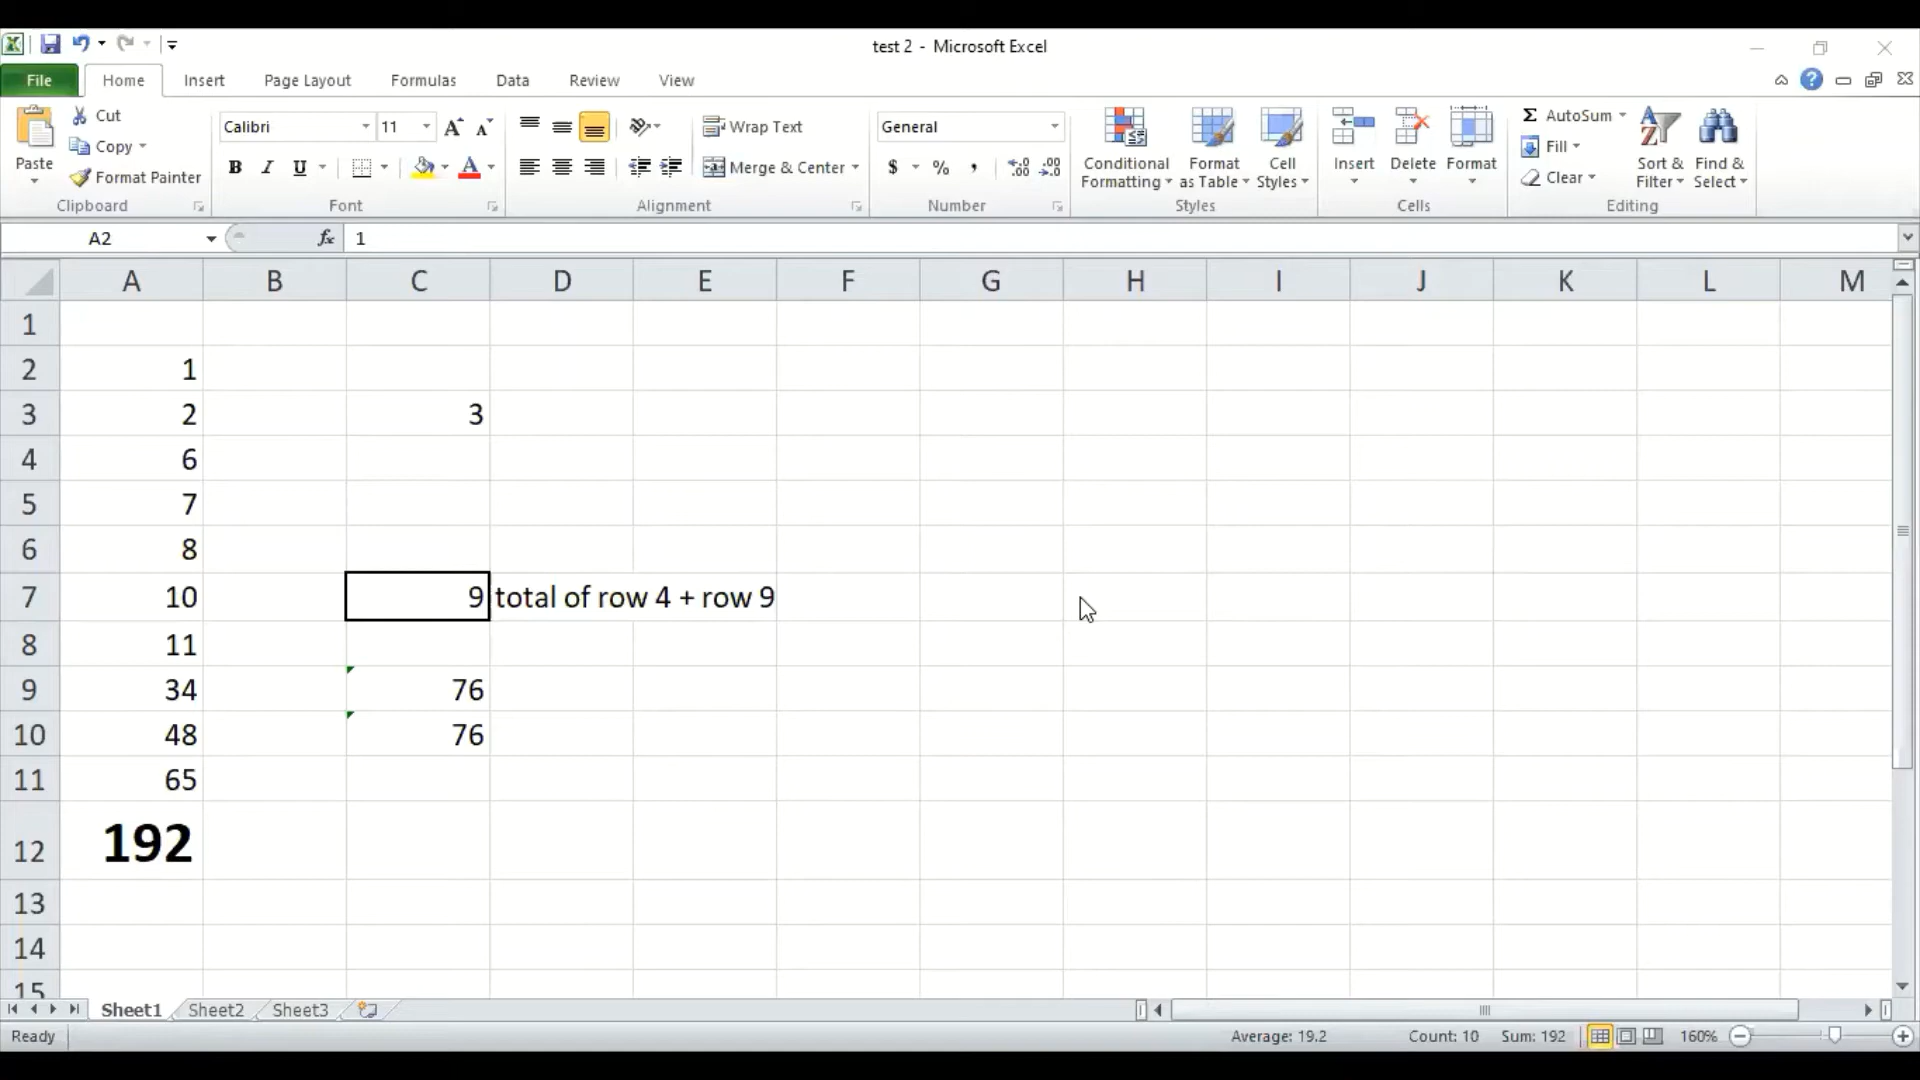 test 2 - Microsoft Excel
File Home Insert Page Layout Formulas Data Review View
Paste
Cut
Copy
Format Painter
Clipboard
Calibri 11
B I U
Font
Wrap Text
Merge & Center
Alignment
General
$ % ,
Number
Conditional Formatting
Format as Table
Cell Styles
Styles
Insert Delete Format
Cells
AutoSum
Fill
Clear
Sort & Filter
Find & Select
Editing
A2 fx 1
A B C D E F G H I J K L M
1
2 1
3 2 3
4 6
5 7
6 8
7 10 9 total of row 4 + row 9
8 11
9 34 76
10 48 76
11 65
12 192
13
14
15
Sheet1 Sheet2 Sheet3
Ready Average: 19.2 Count: 10 Sum: 192 160%